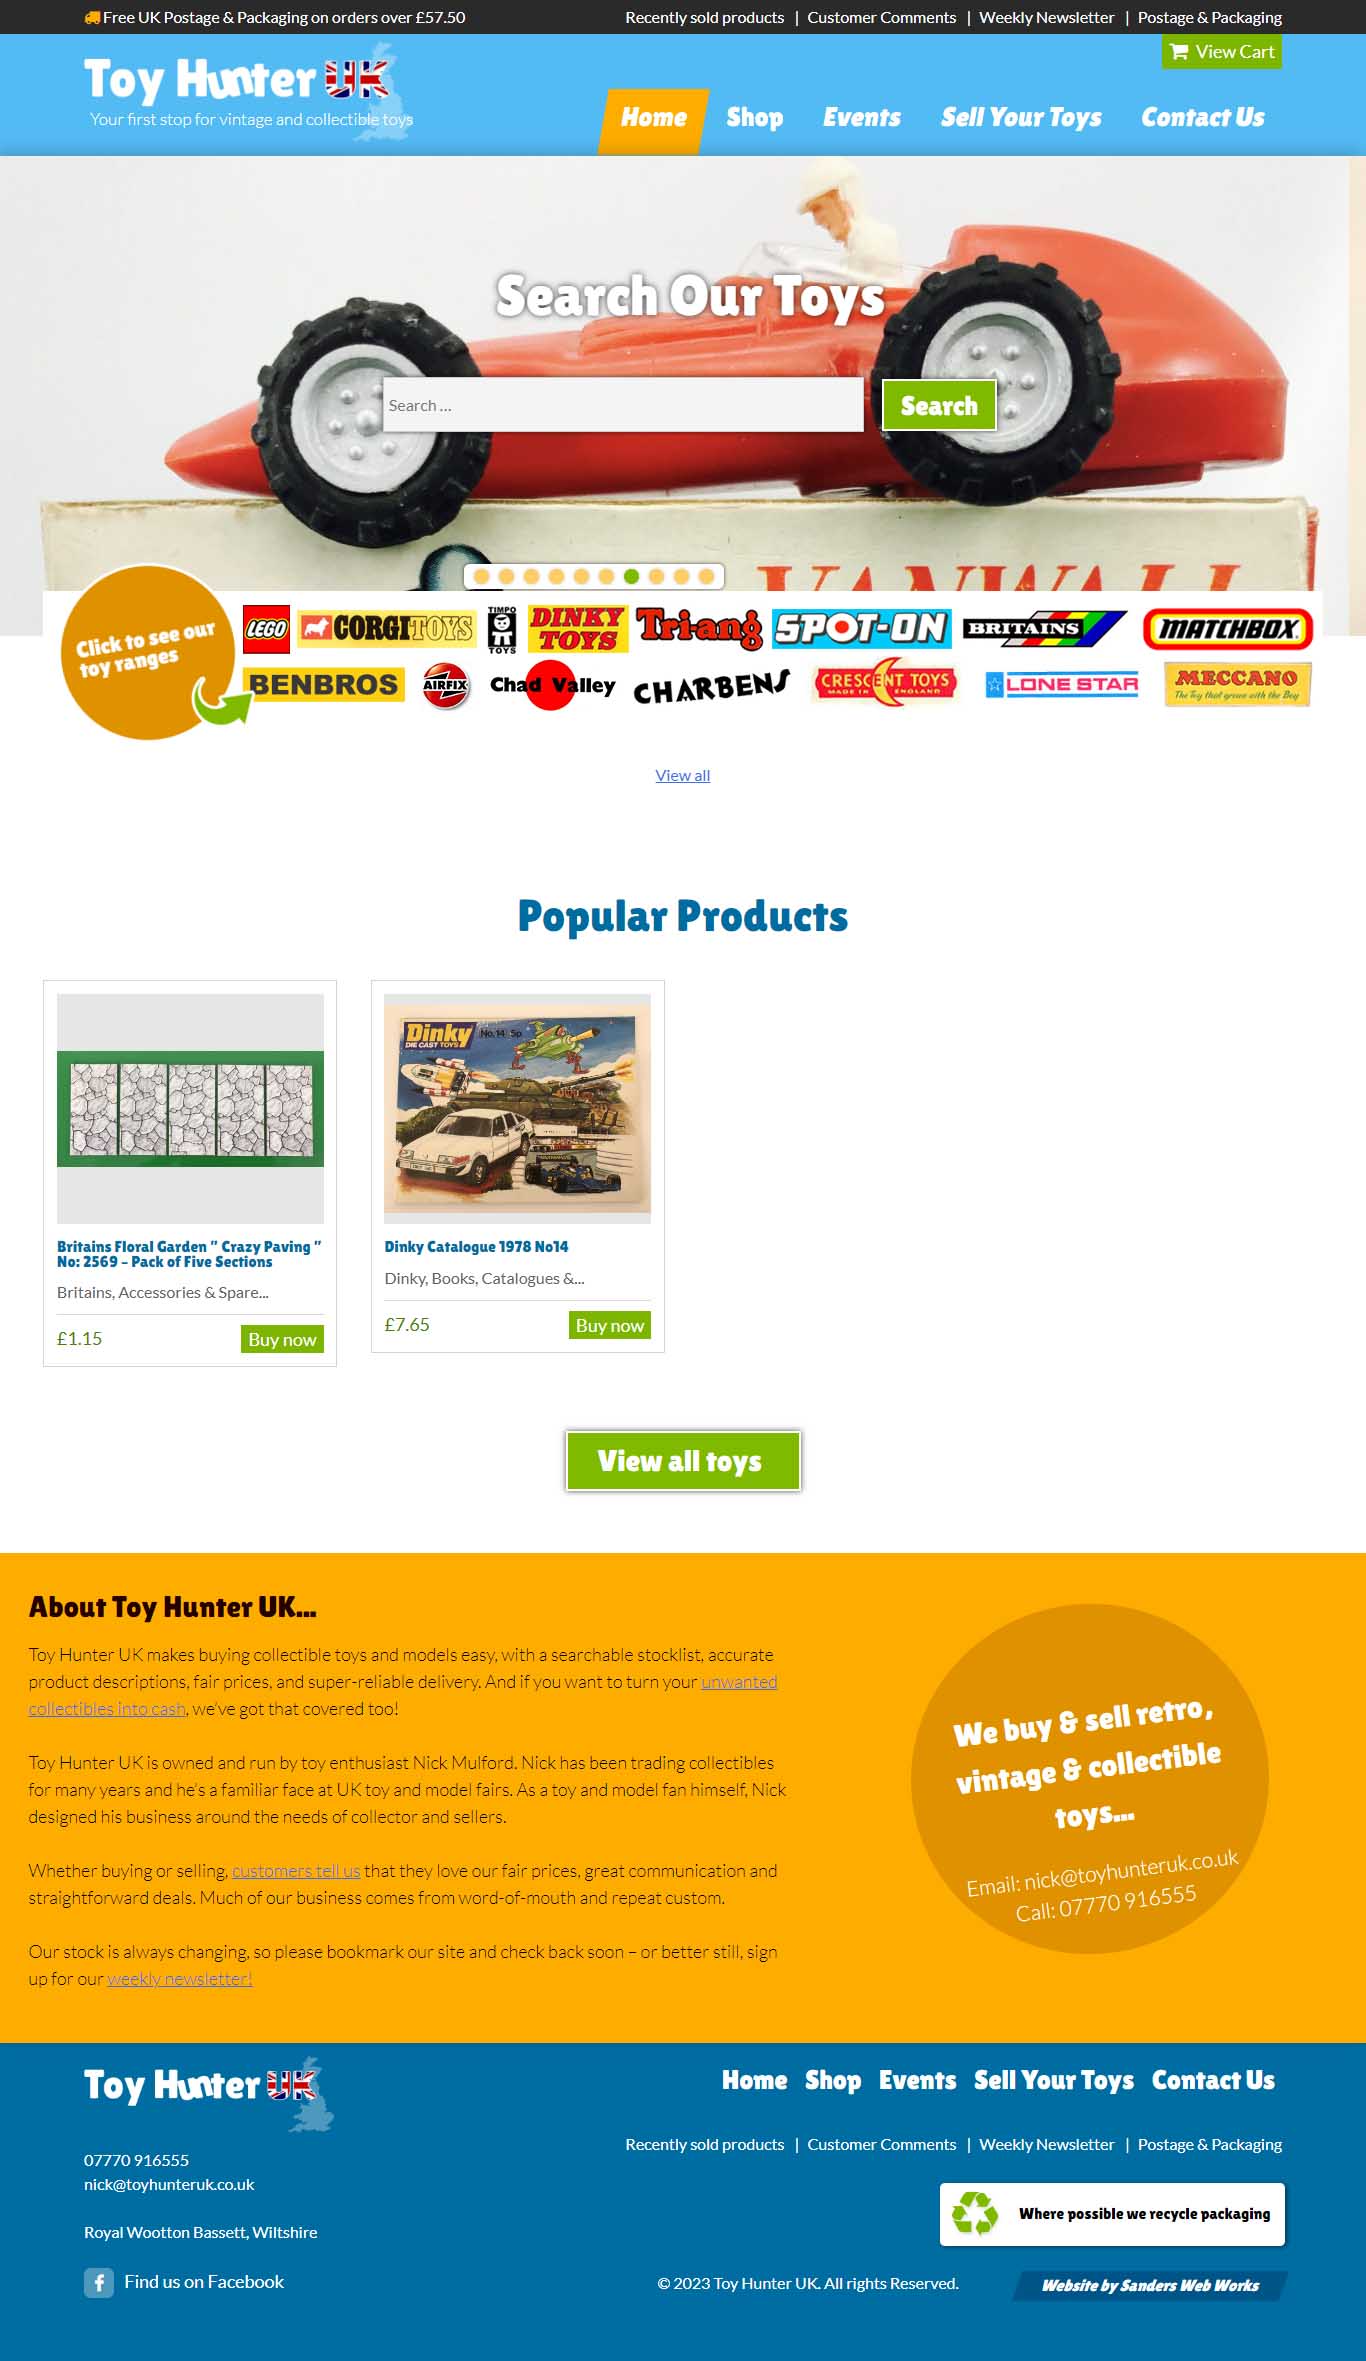 Free UK Postage & Packaging on orders over £57.50
Recently sold products | Customer Comments | Weekly Newsletter | Postage & Packaging
View Cart
Toy Hunter UK
Your first stop for vintage and collectible toys
Home Shop Events Sell Your Toys Contact Us
Search Our Toys
Search ...
Search
VANWALL
Click to see our
toy ranges
LEGO CORGI TOYS TIMPO TOYS DINKY TOYS Tri-ang SPOT-ON BRITAINS MATCHBOX
BENBROS AIRFIX Chad Valley CHARBENS CRESCENT TOYS MADE IN ENGLAND LONE STAR MECCANO The Toy that grows with the Boy
View all
Popular Products
Dinky No.14 5p
DIE CAST TOYS
Britains Floral Garden " Crazy Paving "
No: 2569 – Pack of Five Sections
Britains, Accessories & Spare...
£1.15
Buy now
Dinky Catalogue 1978 No14
Dinky, Books, Catalogues &...
£7.65
Buy now
View all toys
About Toy Hunter UK...
Toy Hunter UK makes buying collectible toys and models easy, with a searchable stocklist, accurate
product descriptions, fair prices, and super-reliable delivery. And if you want to turn your unwanted
collectibles into cash, we've got that covered too!
Toy Hunter UK is owned and run by toy enthusiast Nick Mulford. Nick has been trading collectibles
for many years and he's a familiar face at UK toy and model fairs. As a toy and model fan himself, Nick
designed his business around the needs of collector and sellers.
Whether buying or selling, customers tell us that they love our fair prices, great communication and
straightforward deals. Much of our business comes from word-of-mouth and repeat custom.
Our stock is always changing, so please bookmark our site and check back soon – or better still, sign
up for our weekly newsletter!
We buy & sell retro,
vintage & collectible
toys...
Email: nick@toyhunteruk.co.uk
Call: 07770 916555
Toy Hunter UK
Home Shop Events Sell Your Toys Contact Us
Recently sold products | Customer Comments | Weekly Newsletter | Postage & Packaging
07770 916555
nick@toyhunteruk.co.uk
Royal Wootton Bassett, Wiltshire
Where possible we recycle packaging
Find us on Facebook
© 2023 Toy Hunter UK. All rights Reserved.
Website by Sanders Web Works